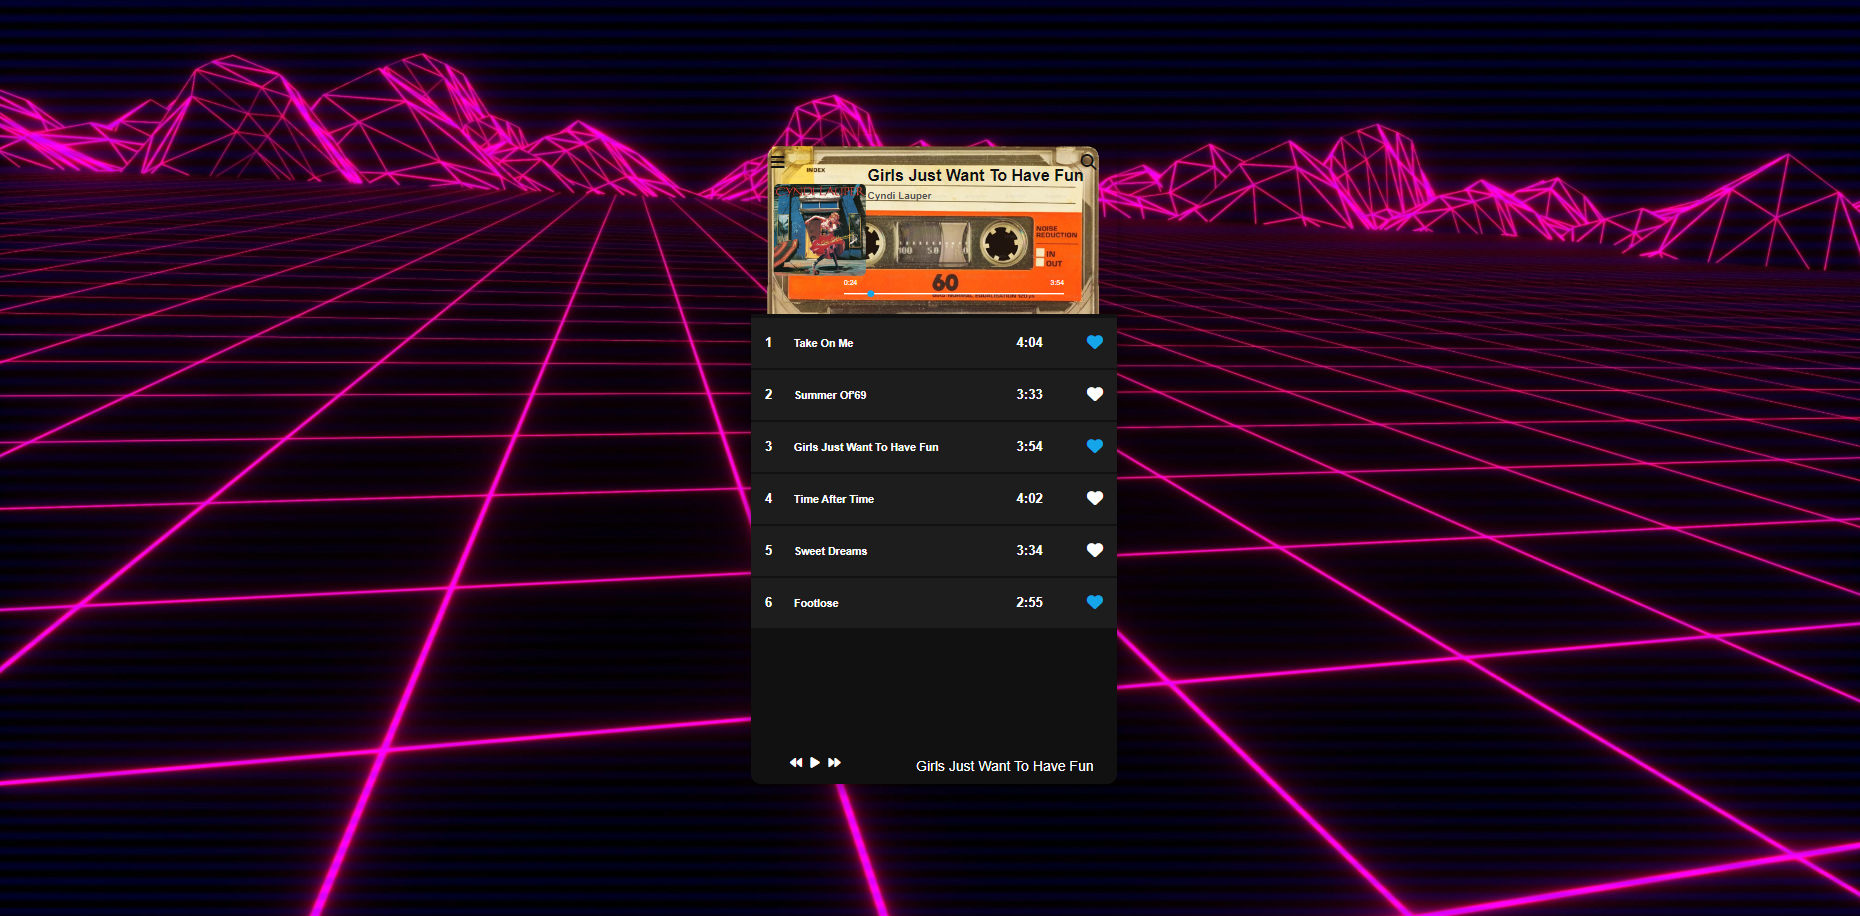 INDEX
Girls Just Want To Have Fun
CYNDI LAUPER
Cyndi Lauper
NOISE
REDUCTION
100 50 0
IN
OUT
0:24
60
3:54
1 Take On Me 4:04
2 Summer Of'69 3:33
3 Girls Just Want To Have Fun 3:54
4 Time After Time 4:02
5 Sweet Dreams 3:34
6 Footlose 2:55
Girls Just Want To Have Fun